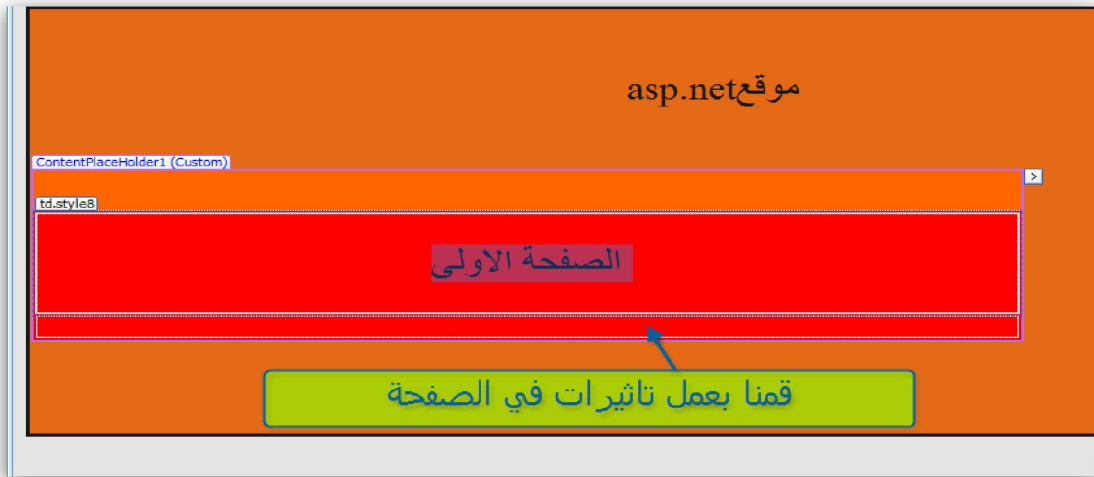 موقعasp.net
ContentPlaceHolder1 (Custom)
>
td.style8
الصفحة الاولى
قمنا بعمل تاثيرات في الصفحة